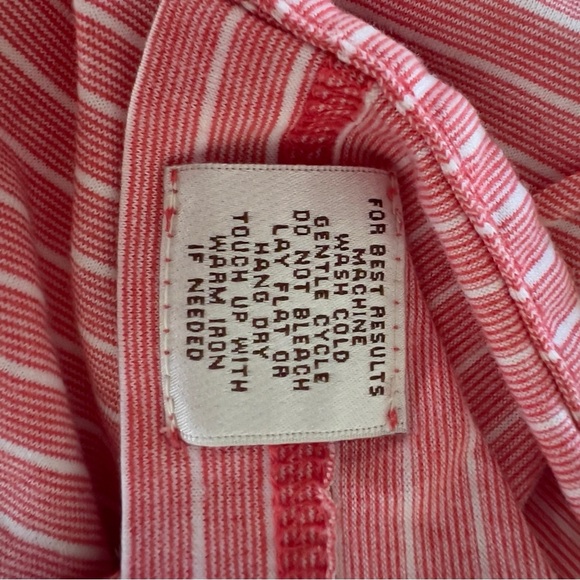 FOR BEST RESULTS
MACHINE
WASH COLD
GENTLE CYCLE
DO NOT BLEACH
LAY FLAT OR
HANG DRY
TOUCH UP WITH
WARM IRON
IF NEEDED